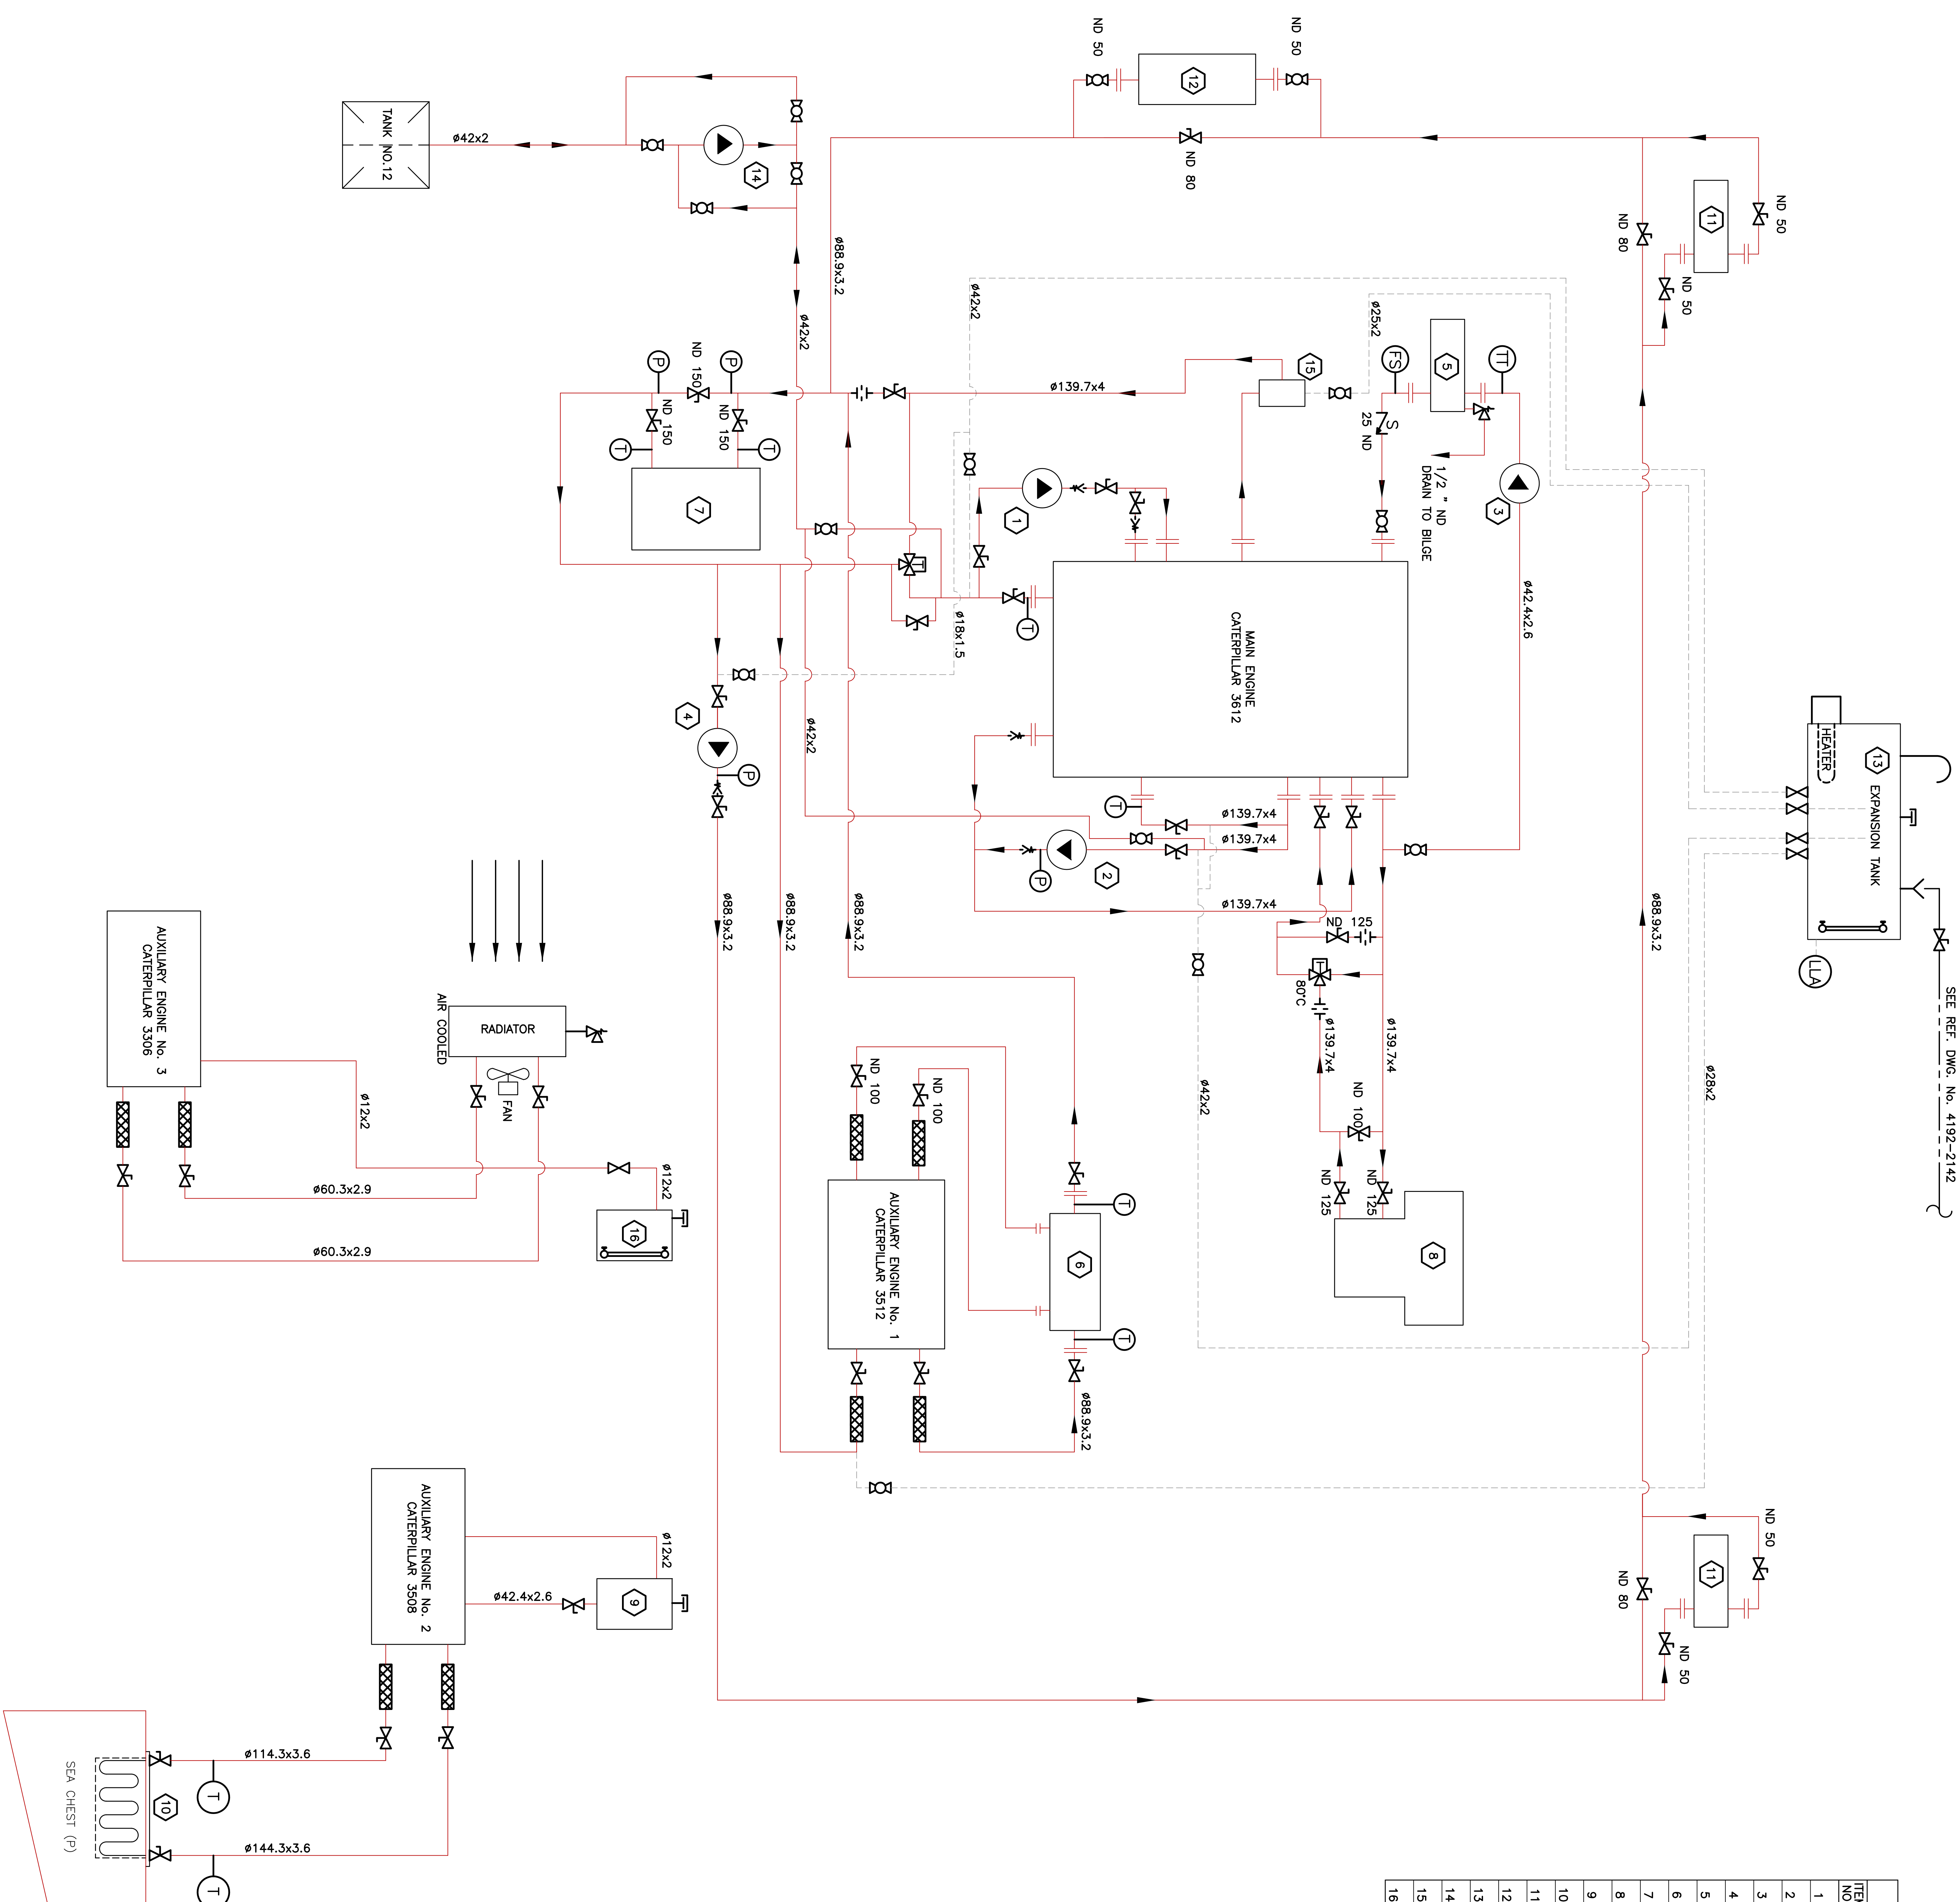 SEE REF. DWG. No. 4192-2142
13
EXPANSION TANK
HEATER
LLA
ND 50
11
ND 50
ND 80
ND 50
11
ND 50
ND 80
ø88.9x3.2
ø28x2
ND 50
ND 50
12
ND 80
TT
5
FS
25 ND
1/2 " ND
DRAIN TO BILGE
3
ø42.4x2.6
ø25x2
15
ø139.7x4
ø42x2
1
MAIN ENGINE
CATERPILLAR 3612
T
T
ø139.7x4
ø139.7x4
2
P
ø139.7x4
ND 125
T
80°C
ø139.7x4
ø139.7x4
ND 100
ND 125
ND 125
8
ø42x2
ø18x1.5
T
ø88.9x3.2
ø42x2
ø42x2
14
ø42x2
TANK NO.12
P
ND 150
P
ND 150
ND 150
T
T
7
4
P
ø42x2
ø88.9x3.2
ø88.9x3.2
ø88.9x3.2
T
6
T
ø88.9x3.2
ND 100
ND 100
AUXILIARY ENGINE No. 1
CATERPILLAR 3512
AIR COOLED
RADIATOR
FAN
AUXILIARY ENGINE No. 3
CATERPILLAR 3306
ø12x2
ø12x2
16
ø60.3x2.9
ø60.3x2.9
AUXILIARY ENGINE No. 2
CATERPILLAR 3508
ø12x2
9
ø42.4x2.6
ø114.3x3.6
T
10
ø144.3x3.6
T
SEA CHEST (P)
NO
1
2
3
4
5
6
7
8
9
10
11
12
13
14
15
16